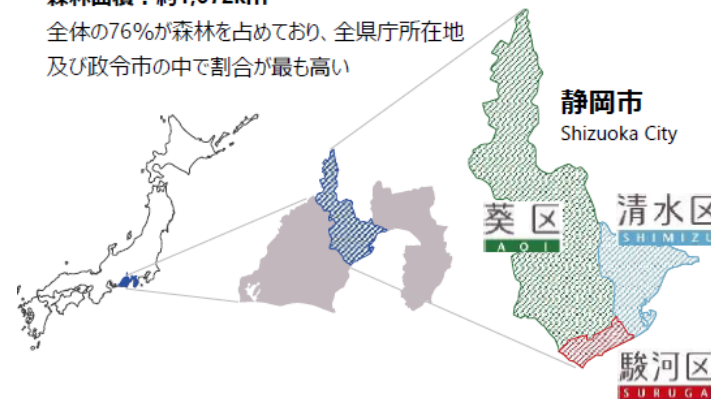 全体の76%が森林を占めており、全県庁所在地
及び政令市の中で割合が最も高い
静岡市
Shizuoka City
葵区
AOI
清水区
SHIMIZU
駿河区
SURUGA